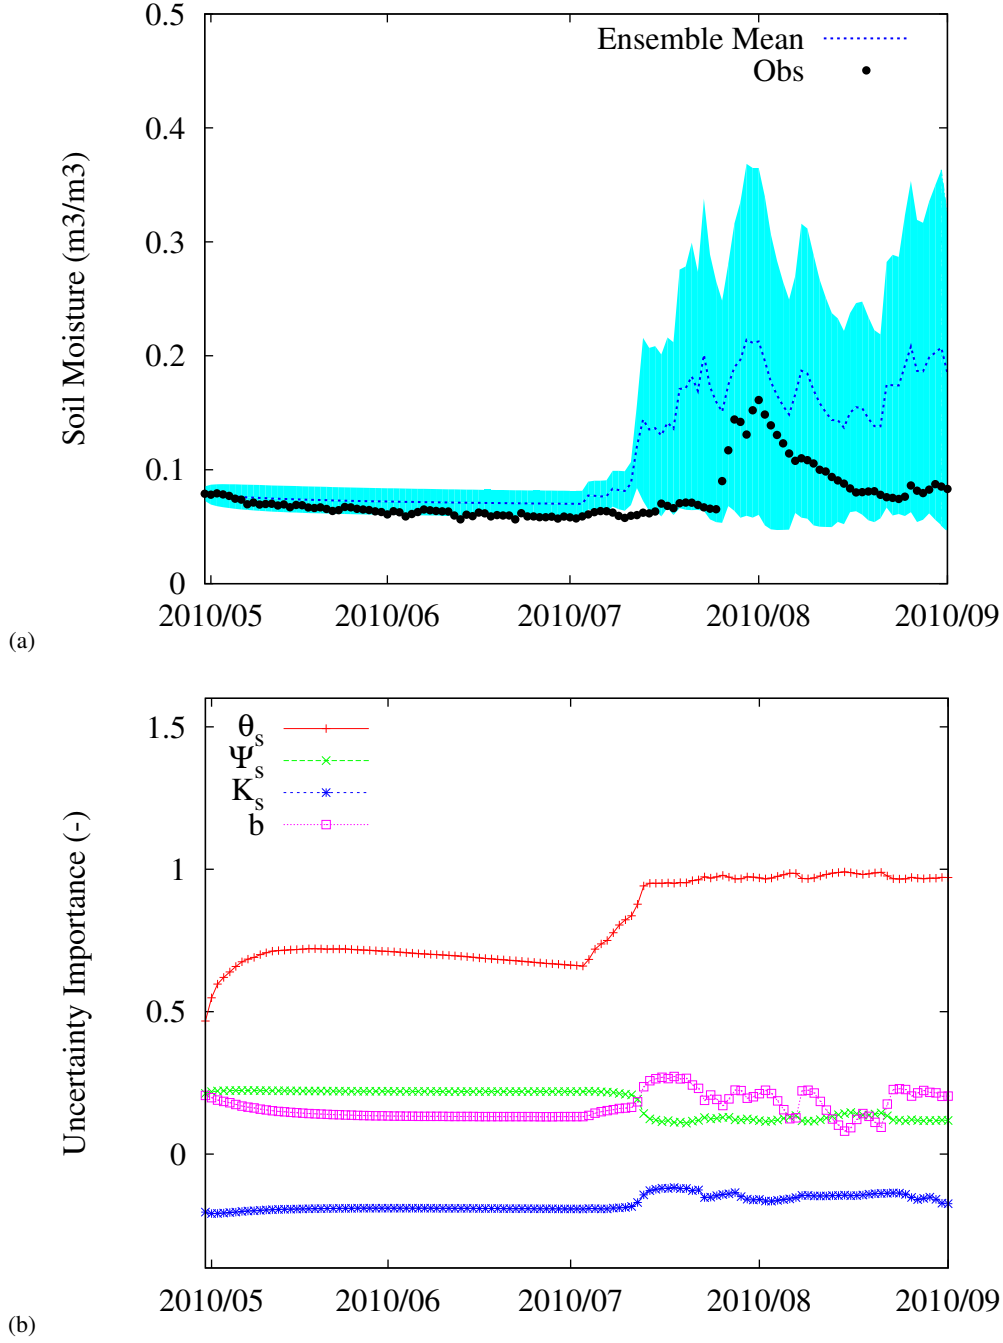 0.5
Ensemble Mean
Obs
0.4
0.3
0.2
0.1
0
Soil Moisture (m3/m3)
2010/05 2010/06 2010/07 2010/08 2010/09
(a)
1.5
θs
Ψs
Ks
b
1
0.5
0
Uncertainty Importance (-)
2010/05 2010/06 2010/07 2010/08 2010/09
(b)